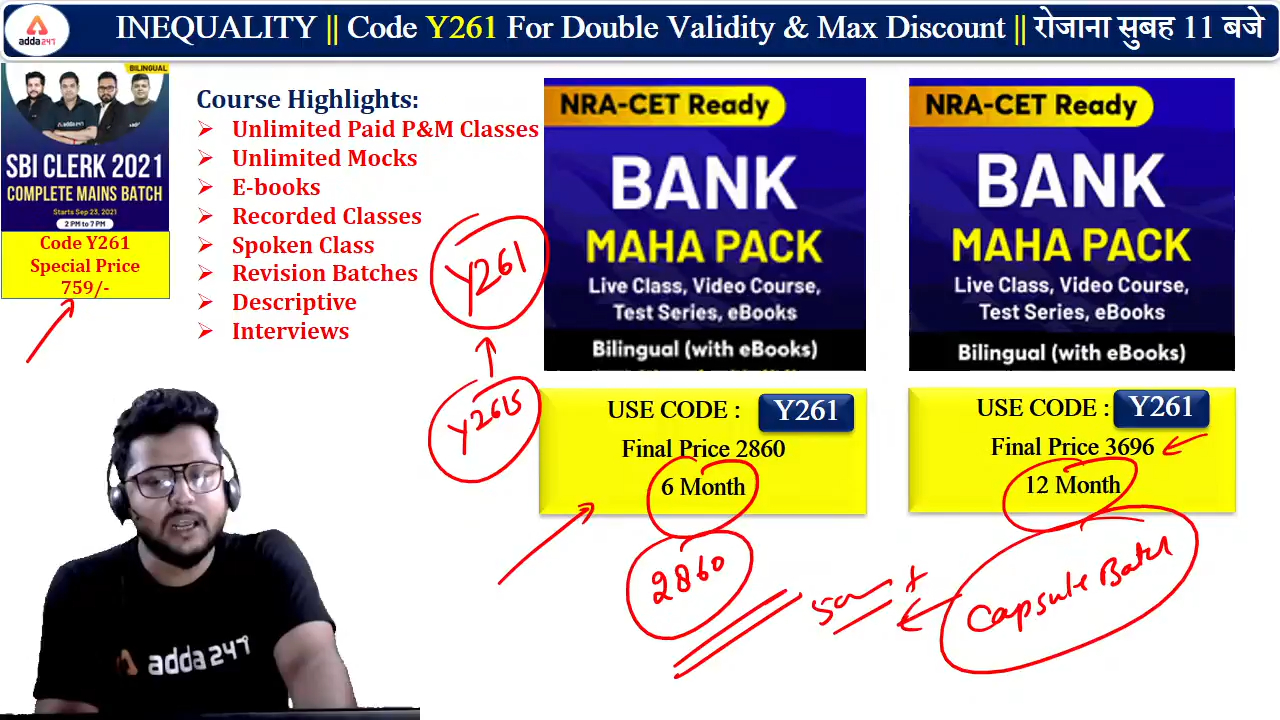 adda247
INEQUALITY || Code Y261 For Double Validity & Max Discount || रोजाना सुबह 11 बजे
BILINGUAL
SBI CLERK 2021
COMPLETE MAINS BATCH
Starts Sep 23, 2021
2 PM to 7 PM
Code Y261
Special Price
759/-
Course Highlights:
Unlimited Paid P&M Classes
Unlimited Mocks
E-books
Recorded Classes
Spoken Class
Revision Batches
Descriptive
Interviews
Y261
Y2615
NRA-CET Ready
BANK
MAHA PACK
Live Class, Video Course,
Test Series, eBooks
Bilingual (with eBooks)
USE CODE : Y261
Final Price 2860
6 Month
2860
NRA-CET Ready
BANK
MAHA PACK
Live Class, Video Course,
Test Series, eBooks
Bilingual (with eBooks)
USE CODE : Y261
Final Price 3696
12 Month
Capsule Batch
adda247